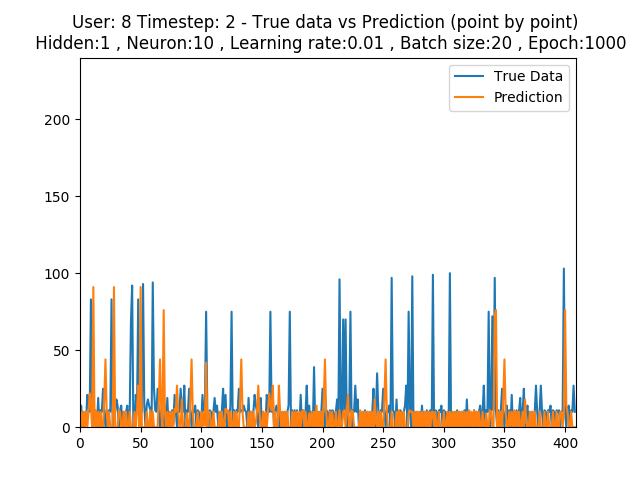 User: 8 Timestep: 2 - True data vs Prediction (point by point)
Hidden:1 , Neuron:10 , Learning rate:0.01 , Batch size:20 , Epoch:1000
True Data
Prediction
200
150
100
50
0
0 50 100 150 200 250 300 350 400